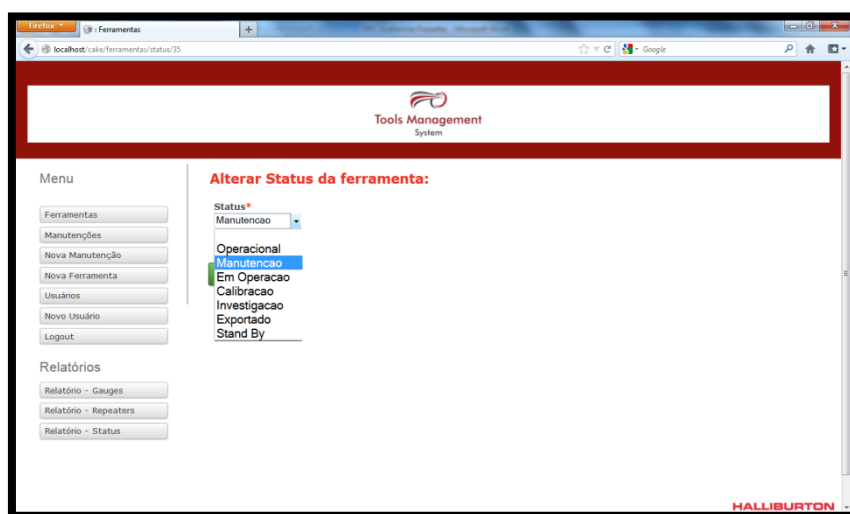 Firefox
: Ferramentas
localhost/cake/ferramentas/status/35
Google
Tools Management
System
Menu
Ferramentas
Manutenções
Nova Manutenção
Nova Ferramenta
Usuários
Novo Usuário
Logout
Relatórios
Relatório - Gauges
Relatório - Repeaters
Relatório - Status
Alterar Status da ferramenta:
Status*
Manutencao
Operacional
Manutencao
Em Operacao
Calibracao
Investigacao
Exportado
Stand By
HALLIBURTON